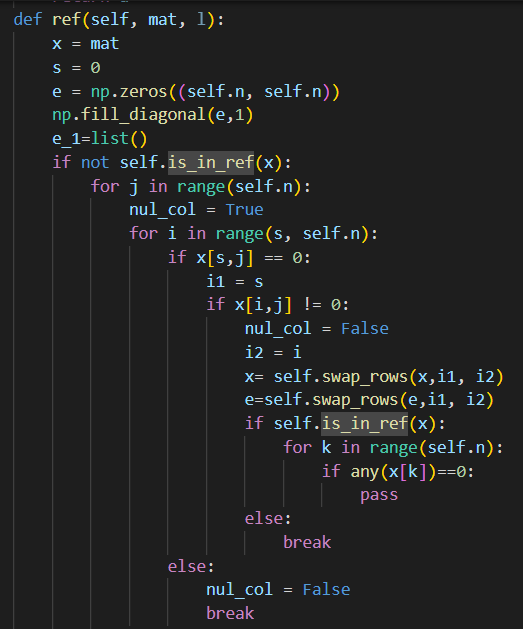 def ref(self, mat, l):
    x = mat
    s = 0
    e = np.zeros((self.n, self.n))
    np.fill_diagonal(e,1)
    e_1=list()
    if not self.is_in_ref(x):
        for j in range(self.n):
            nul_col = True
            for i in range(s, self.n):
                if x[s,j] == 0:
                    i1 = s
                    if x[i,j] != 0:
                        nul_col = False
                        i2 = i
                        x= self.swap_rows(x,i1, i2)
                        e=self.swap_rows(e,i1, i2)
                        if self.is_in_ref(x):
                            for k in range(self.n):
                                if any(x[k])==0:
                                    pass
                        else:
                            break
                else:
                    nul_col = False
                    break